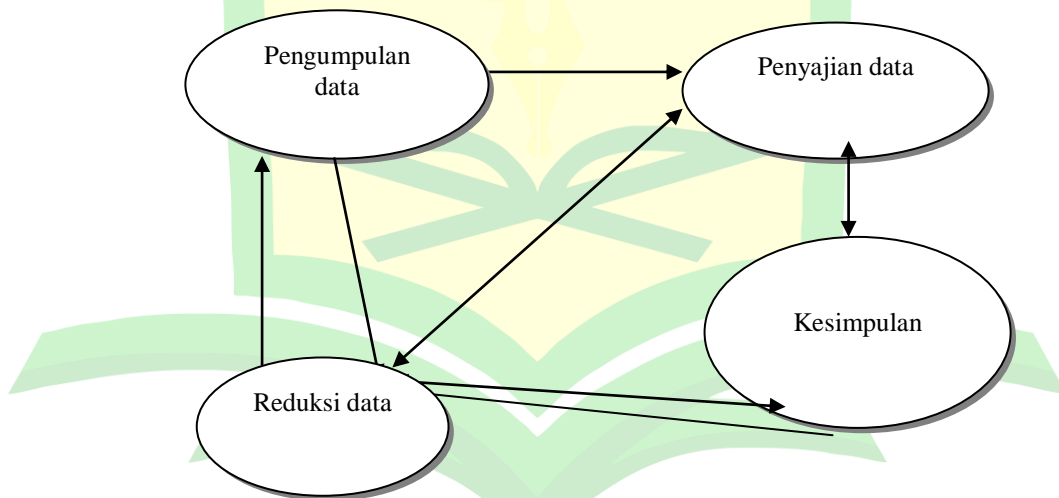 Pengumpulan
data
Penyajian data
Kesimpulan
Reduksi data